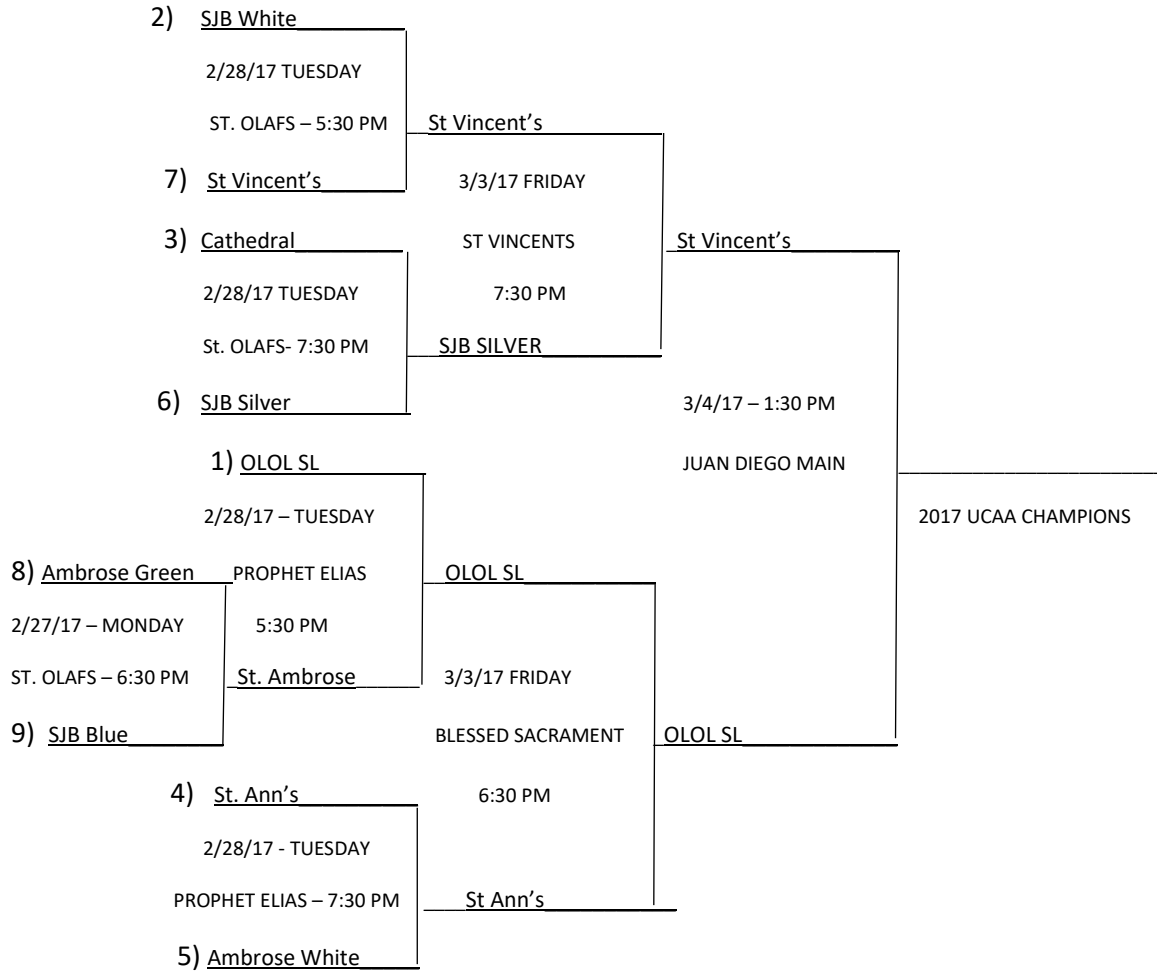 2) SJB White
2/28/17 TUESDAY
ST. OLAFS – 5:30 PM
St Vincent’s
7) St Vincent’s
3/3/17 FRIDAY
3) Cathedral
ST VINCENTS
St Vincent’s
2/28/17 TUESDAY
7:30 PM
St. OLAFS- 7:30 PM
SJB SILVER
6) SJB Silver
3/4/17 – 1:30 PM
1) OLOL SL
JUAN DIEGO MAIN
2/28/17 – TUESDAY
2017 UCAA CHAMPIONS
8) Ambrose Green
PROPHET ELIAS
OLOL SL
2/27/17 – MONDAY
5:30 PM
ST. OLAFS – 6:30 PM
St. Ambrose
3/3/17 FRIDAY
9) SJB Blue
BLESSED SACRAMENT
OLOL SL
4) St. Ann’s
6:30 PM
2/28/17 - TUESDAY
PROPHET ELIAS – 7:30 PM
St Ann’s
5) Ambrose White